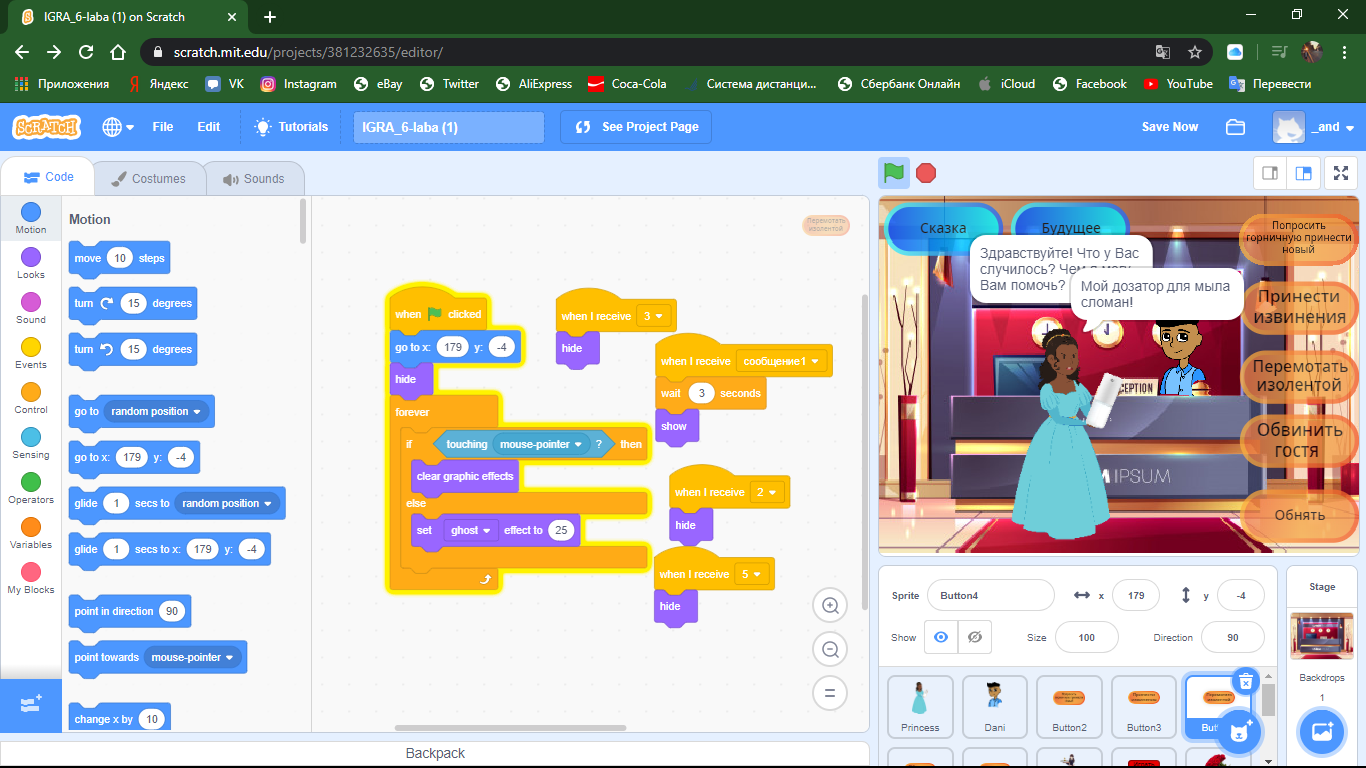 IGRA_6-laba (1) on Scratch
scratch.mit.edu/projects/381232635/editor/
Приложения
Яндекс
VK
Instagram
eBay
Twitter
AliExpress
Coca-Cola
Система дистанци...
Сбербанк Онлайн
iCloud
Facebook
YouTube
Перевести
SCRATCH
File
Edit
Tutorials
IGRA_6-laba (1)
See Project Page
Save Now
_and
Code
Costumes
Sounds
Motion
Looks
Sound
Events
Control
Sensing
Operators
Variables
My Blocks
Motion
move 10 steps
turn 15 degrees
turn 15 degrees
go to random position
go to x: 179 y: -4
glide 1 secs to random position
glide 1 secs to x: 179 y: -4
point in direction 90
point towards mouse-pointer
change x by 10
Перемотать
изолентой
when clicked
go to x: 179 y: -4
hide
forever
if touching mouse-pointer ? then
clear graphic effects
else
set ghost effect to 25
when I receive 3
hide
when I receive сообщение1
wait 3 seconds
show
when I receive 2
hide
when I receive 5
hide
Backpack
Сказка
Будущее
Здравствуйте! Что у Вас
случилось? Чем я могу
Вам помочь?
Мой дозатор для мыла
сломан!
Попросить
горничную принести
новый
Принести
извинения
Перемотать
изолентой
Обвинить
гостя
Обнять
RECEPTION
IPSUM
Sprite
Button4
x
179
y
-4
Show
Size
100
Direction
90
Princess
Dani
Button2
Button3
Stage
Backdrops
1